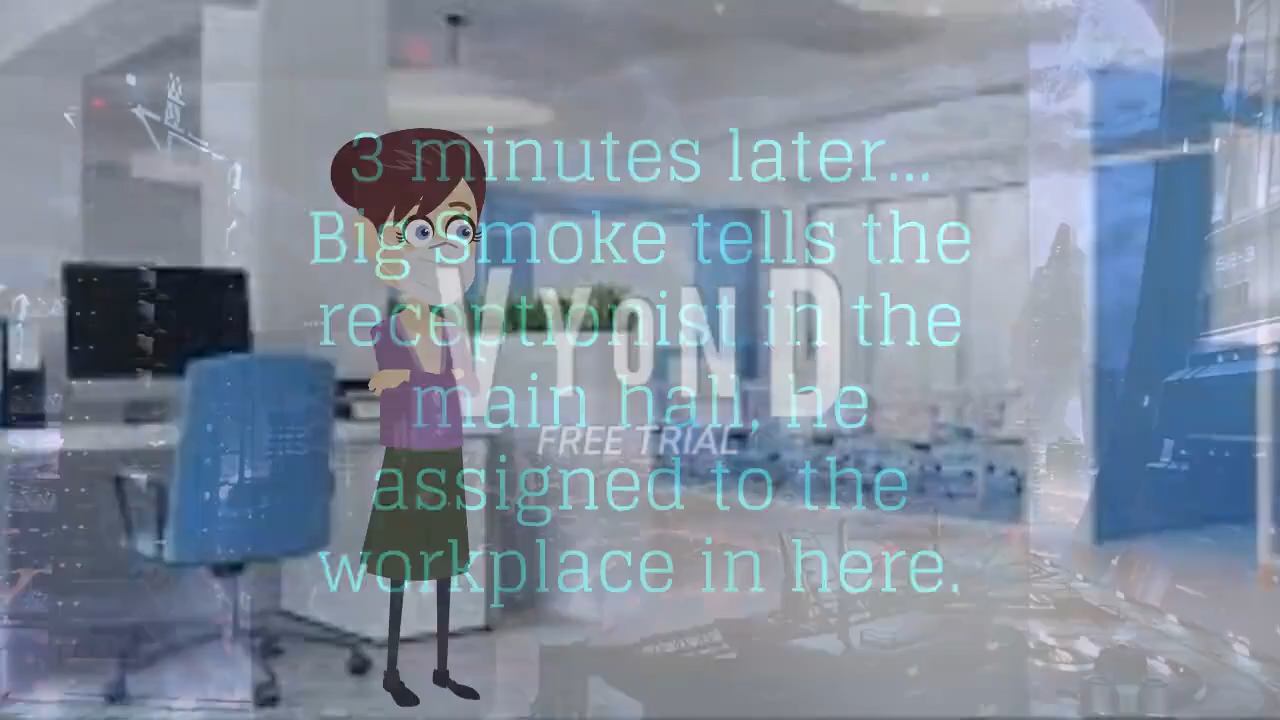 3 minutes later...
Big Smoke tells the
receptionist in the
main hall, he
assigned to the
workplace in here.
VYOND
FREE TRIAL